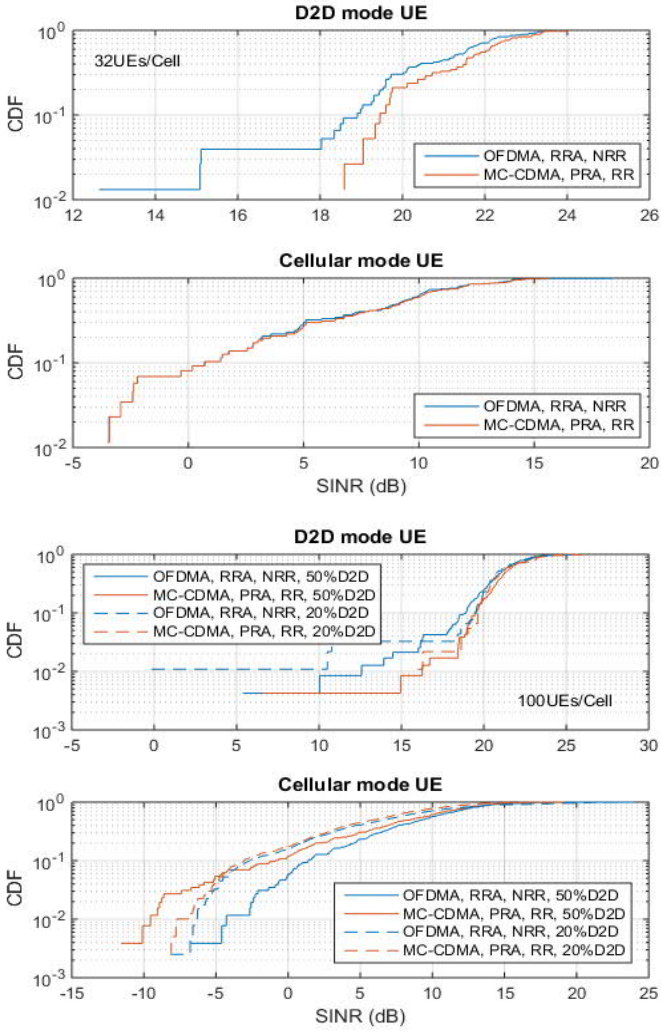 D2D mode UE
10^0
32UEs/Cell
CDF
10^-1
OFDMA, RRA, NRR
MC-CDMA, PRA, RR
10^-2
12 14 16 18 20 22 24 26
Cellular mode UE
10^0
CDF
10^-1
OFDMA, RRA, NRR
MC-CDMA, PRA, RR
10^-2
-5 0 5 10 15 20
SINR (dB)
D2D mode UE
10^0
OFDMA, RRA, NRR, 50%D2D
MC-CDMA, PRA, RR, 50%D2D
10^-1
OFDMA, RRA, NRR, 20%D2D
MC-CDMA, PRA, RR, 20%D2D
CDF
10^-2
100UEs/Cell
10^-3
-5 0 5 10 15 20 25 30
Cellular mode UE
10^0
CDF
10^-1
OFDMA, RRA, NRR, 50%D2D
MC-CDMA, PRA, RR, 50%D2D
10^-2
OFDMA, RRA, NRR, 20%D2D
MC-CDMA, PRA, RR, 20%D2D
10^-3
-15 -10 -5 0 5 10 15 20 25
SINR (dB)